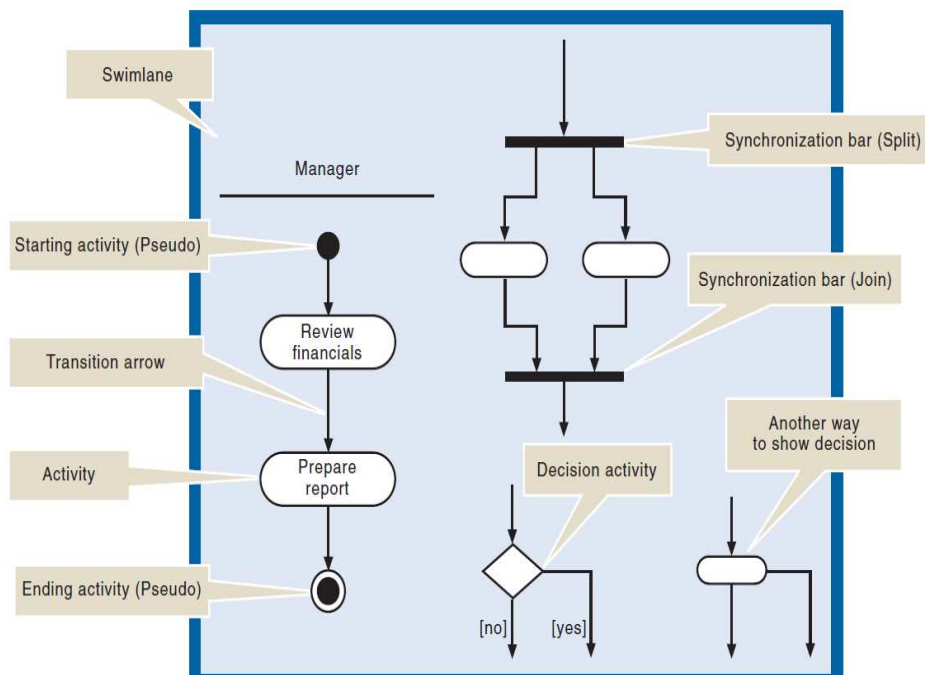 Swimlane
Synchronization bar (Split)
Manager
Starting activity (Pseudo)
Synchronization bar (Join)
Review
financials
Transition arrow
Another way
to show decision
Activity
Prepare
report
Decision activity
Ending activity (Pseudo)
[no]
[yes]